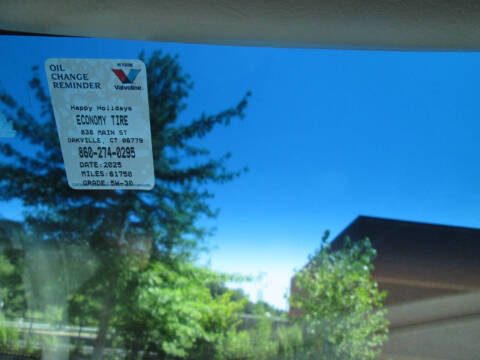 OIL
CHANGE
REMINDER
Valvoline
Happy Holidays
ECONOMY TIRE
838 MAIN ST
OAKVILLE, CT 06779
860-274-0295
DATE:2025
MILES:61750
GRADE:5W-30